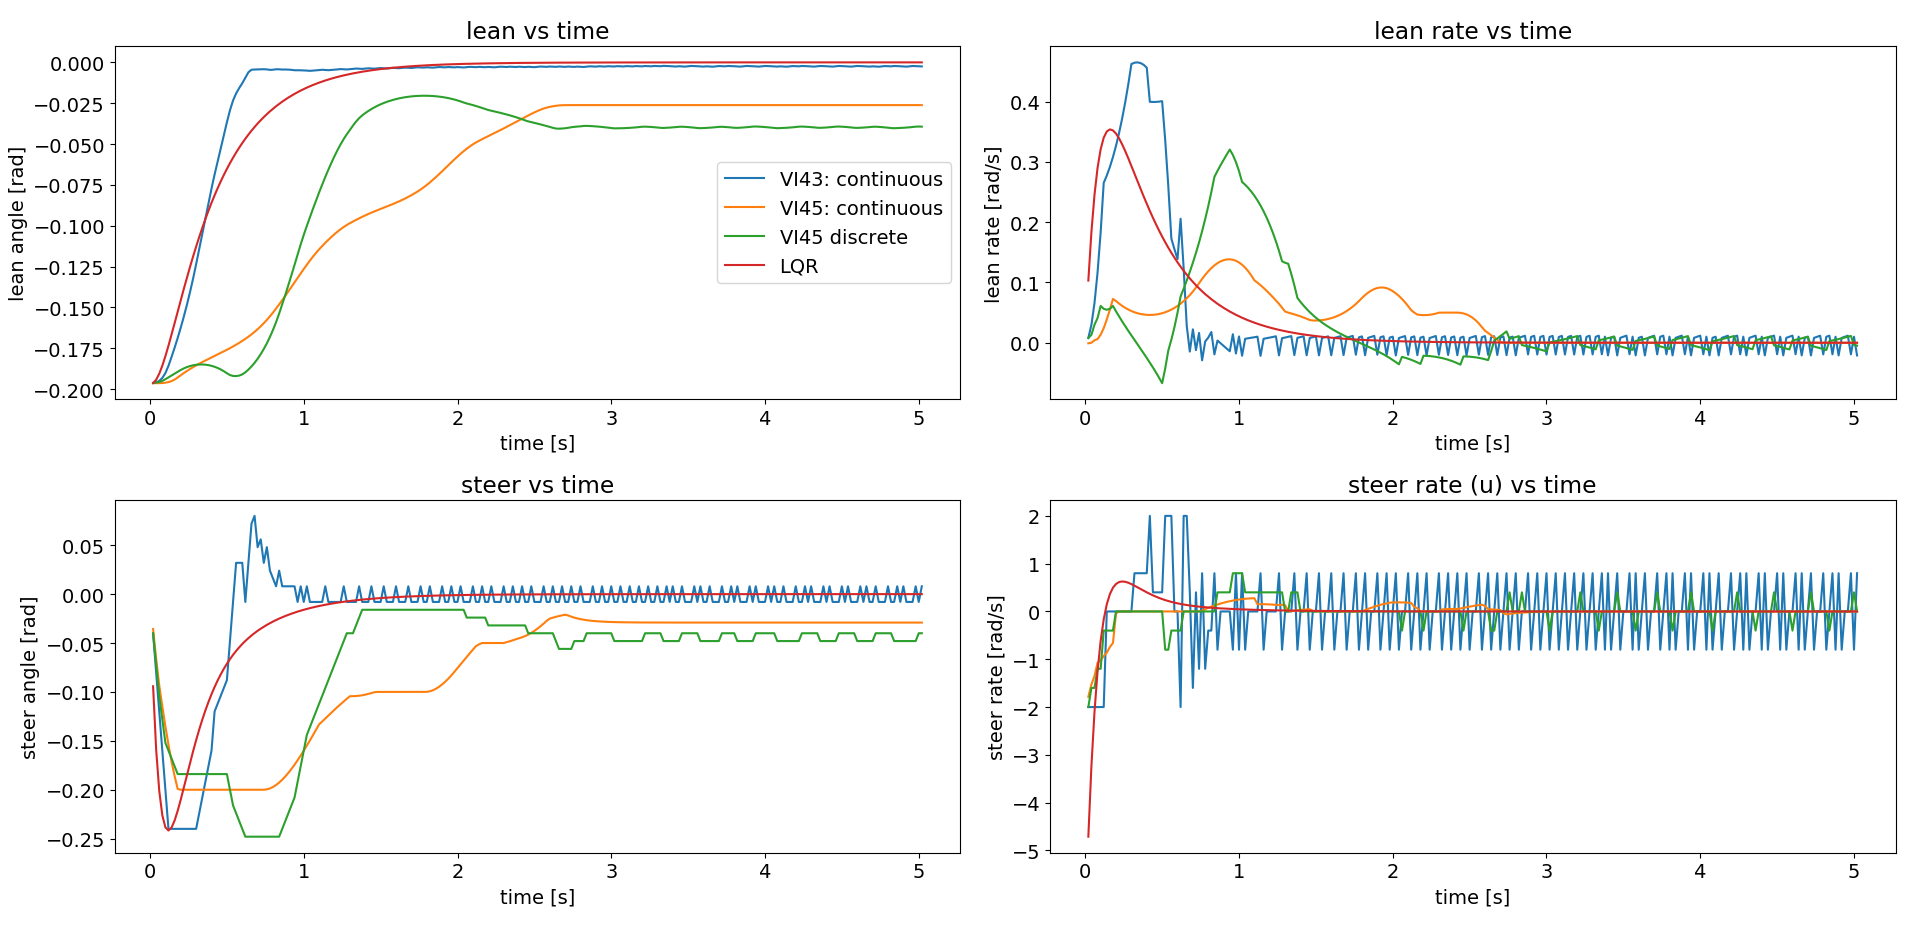 lean vs time
lean angle [rad]
0.000
−0.025
−0.050
−0.075
−0.100
−0.125
−0.150
−0.175
−0.200
0 1 2 3 4 5
time [s]
VI43: continuous
VI45: continuous
VI45 discrete
LQR
lean rate vs time
lean rate [rad/s]
0.4
0.3
0.2
0.1
0.0
0 1 2 3 4 5
time [s]
steer vs time
steer angle [rad]
0.05
0.00
−0.05
−0.10
−0.15
−0.20
−0.25
0 1 2 3 4 5
time [s]
steer rate (u) vs time
steer rate [rad/s]
2
1
0
−1
−2
−3
−4
−5
0 1 2 3 4 5
time [s]